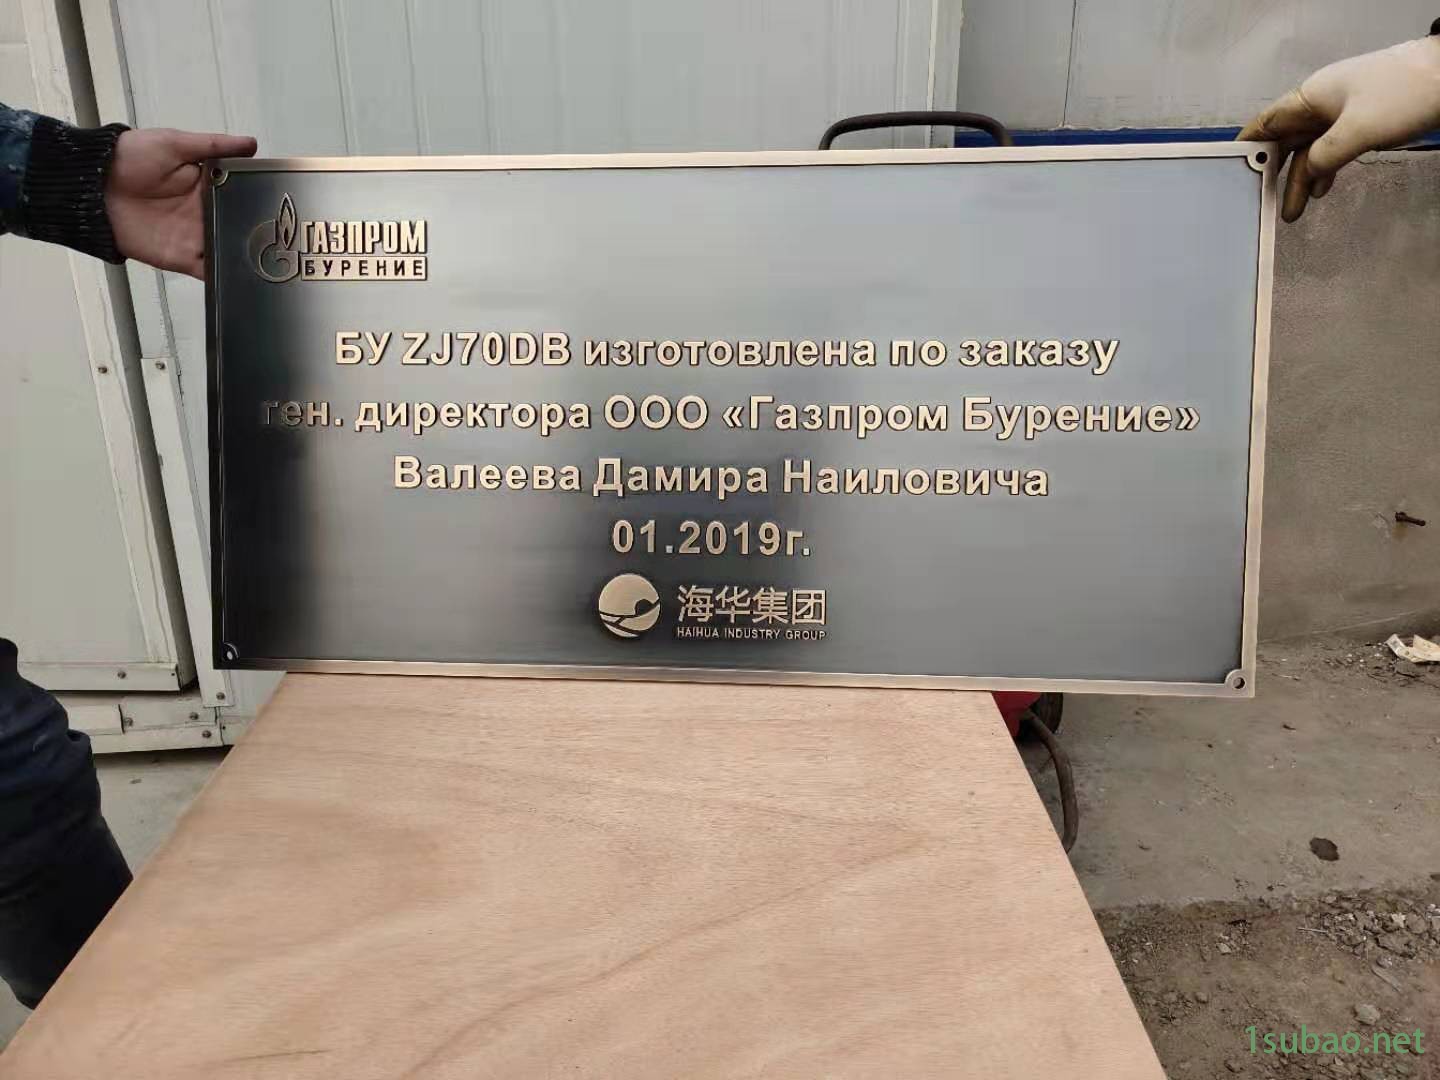 ГАЗПРОМ
БУРЕНИЕ
БУ ZJ70DB изготовлена по заказу
ген. директора ООО «Газпром Бурение»
Валеева Дамира Наиловича
01.2019г.
海华集团
HAIHUA INDUSTRY GROUP
1subao.net